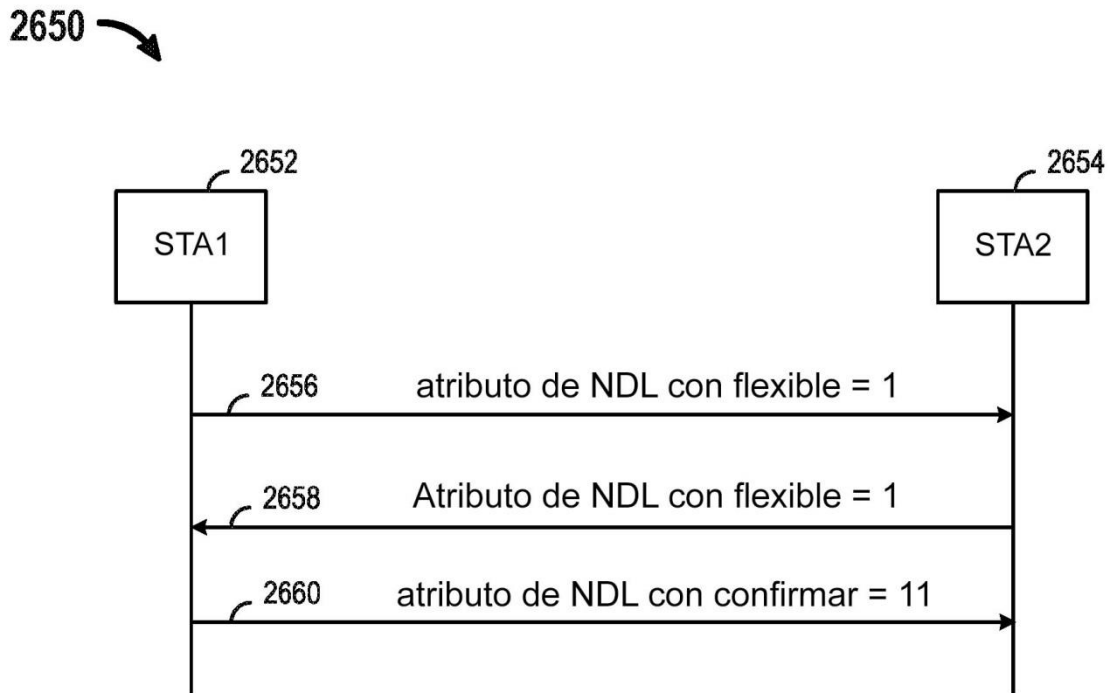 2650
2652
2654
STA1
STA2
2656
atributo de NDL con flexible = 1
2658
Atributo de NDL con flexible = 1
2660
atributo de NDL con confirmar = 11